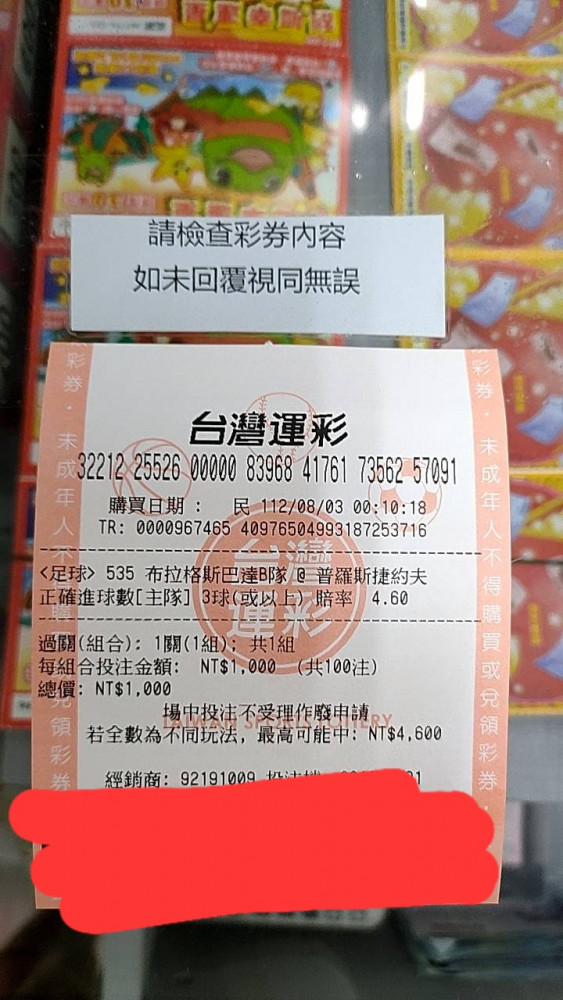 請檢查彩券內容
如未回覆視同無誤
台灣運彩
32212 25526 00000 83968 41761 73562 57091
購買日期： 民 112/08/03 00:10:18
TR: 0000967465 40976504993187253716
<足球> 535 布拉格斯巴達B隊 @ 普羅斯捷約夫
正確進球數[主隊] 3球(或以上) 賠率 4.60
過關(組合): 1關(1組); 共1組
每組合投注金額: NT$1,000 (共100注)
總價: NT$1,000
場中投注不受理作廢申請
TAIWAN SPORTS LOTTERY
若全數為不同玩法, 最高可能中: NT$4,600
經銷商: 92191009
彩券．未成年人不
兌領彩券
彩券．未成年人不得購買或兌領彩券．
台灣運彩